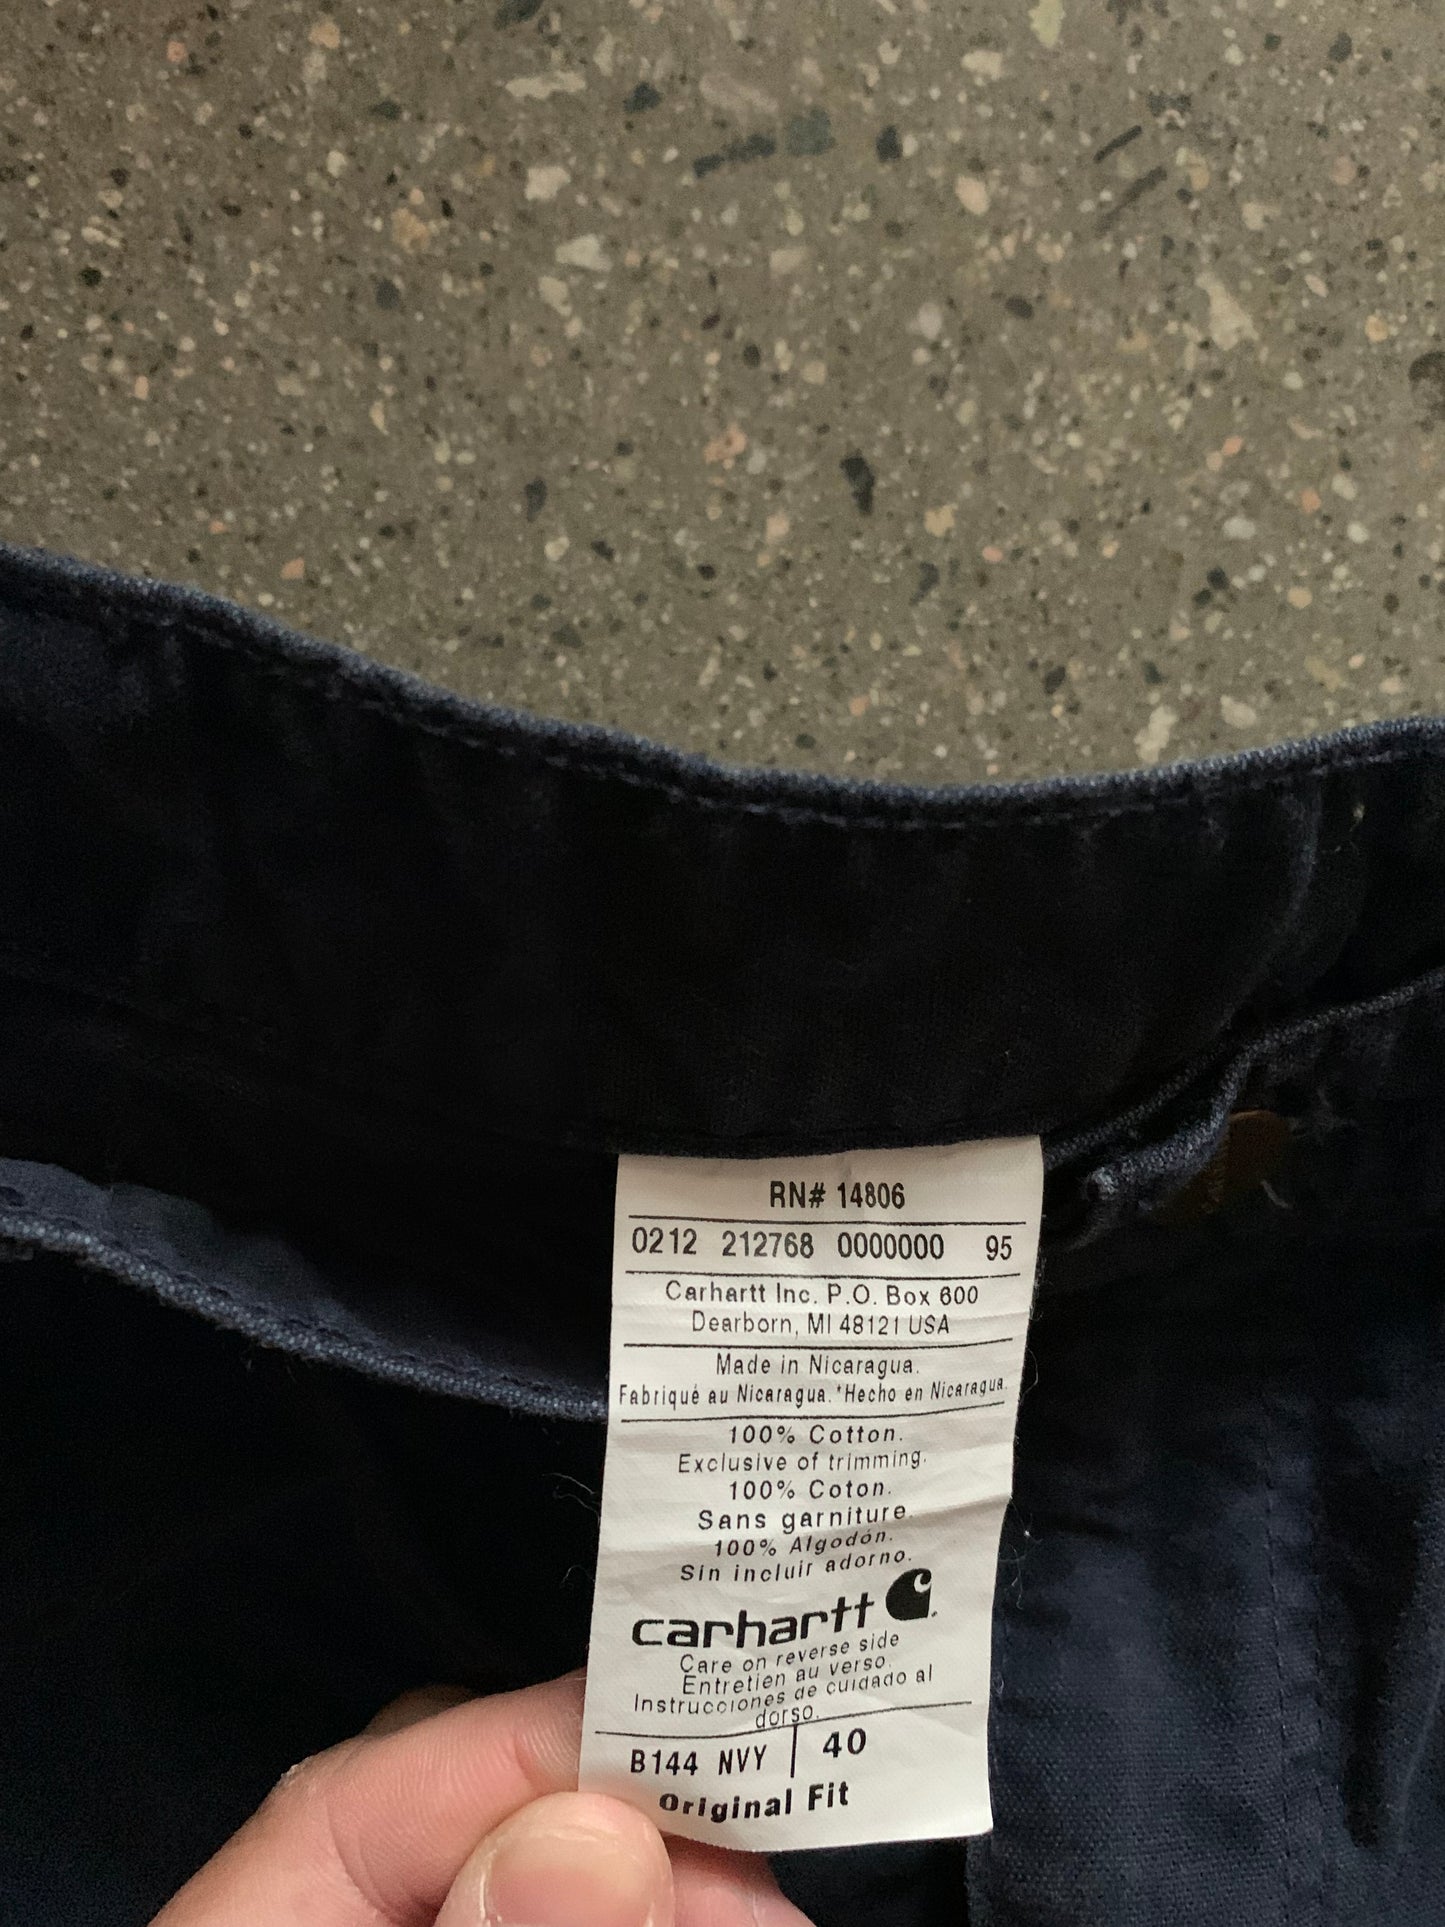 RN# 14806
0212 212768 0000000 95
Carhartt Inc. P.O. Box 600
Dearborn, MI 48121 USA
Made in Nicaragua.
Fabriqué au Nicaragua.*Hecho en Nicaragua.
100% Cotton.
Exclusive of trimming.
100% Coton.
Sans garniture.
100% Algodón.
Sin incluir adorno.
carhartt
Care on reverse side
Entretien au verso.
Instrucciones de cuidado al
dorso.
B144 NVY | 40
Original Fit